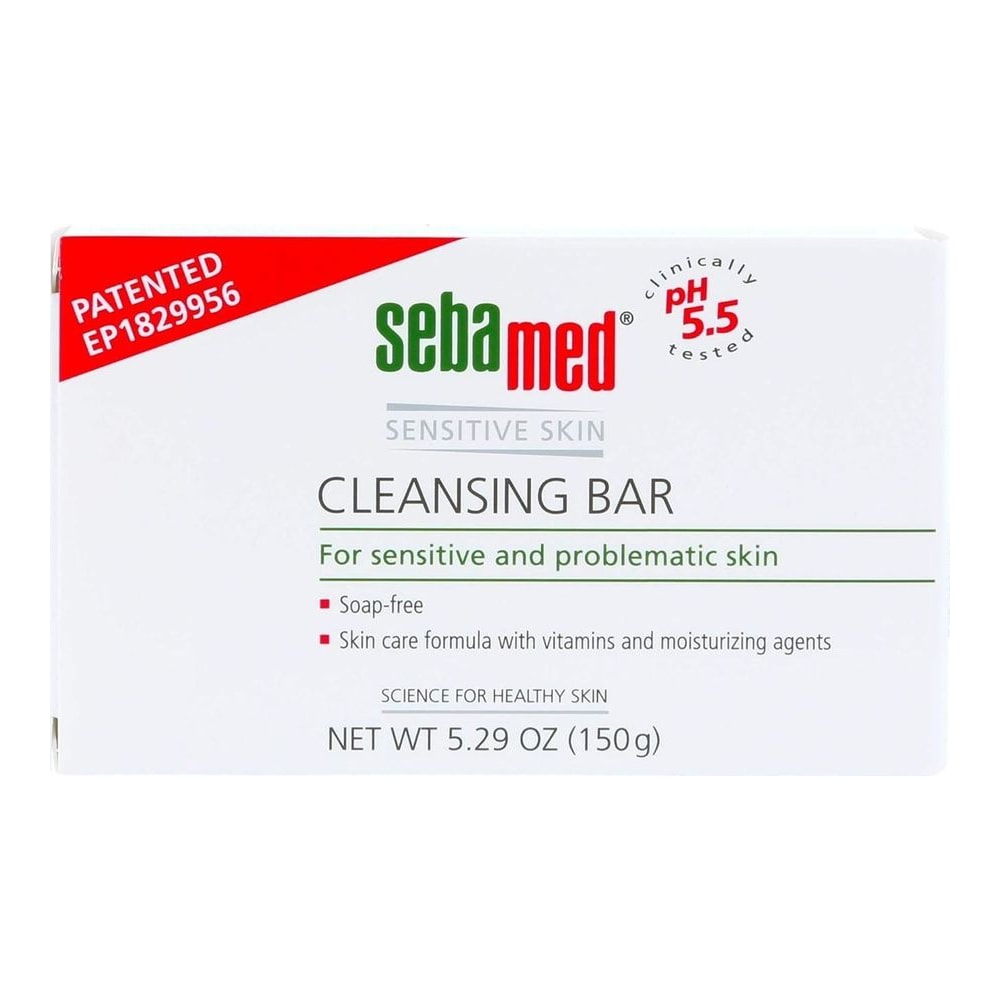 PATENTED
EP1829956
sebamed®
clinically
pH
5.5
tested
SENSITIVE SKIN
CLEANSING BAR
For sensitive and problematic skin
Soap-free
Skin care formula with vitamins and moisturizing agents
SCIENCE FOR HEALTHY SKIN
NET WT 5.29 OZ (150g)